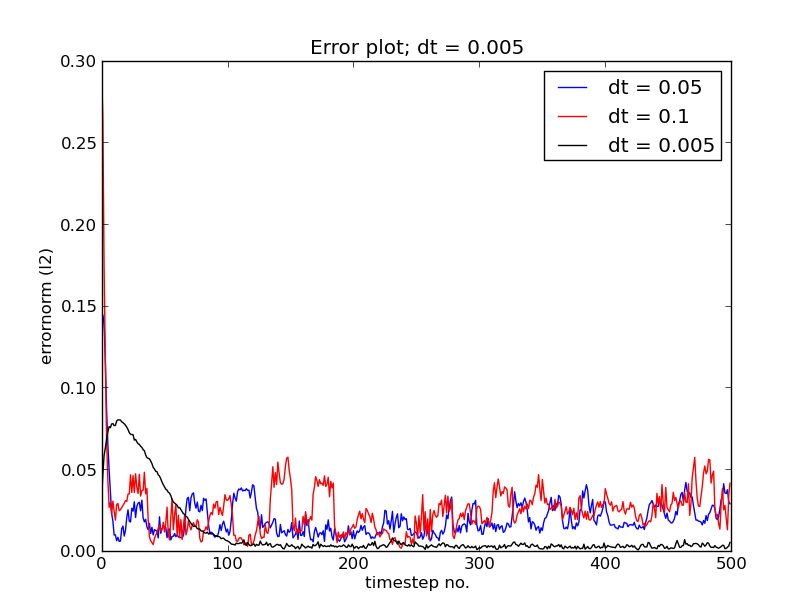 Error plot; dt = 0.005
0.30
0.25
0.20
0.15
0.10
0.05
0.00
errornorm (l2)
dt = 0.05
dt = 0.1
dt = 0.005
0
100
200
300
400
500
timestep no.